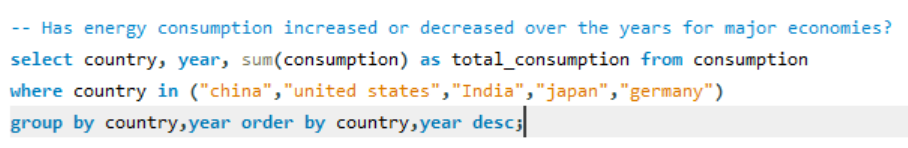 -- Has energy consumption increased or decreased over the years for major economies?
select country, year, sum(consumption) as total_consumption from consumption
where country in ("china","united states","India","japan","germany")
group by country,year order by country,year desc;